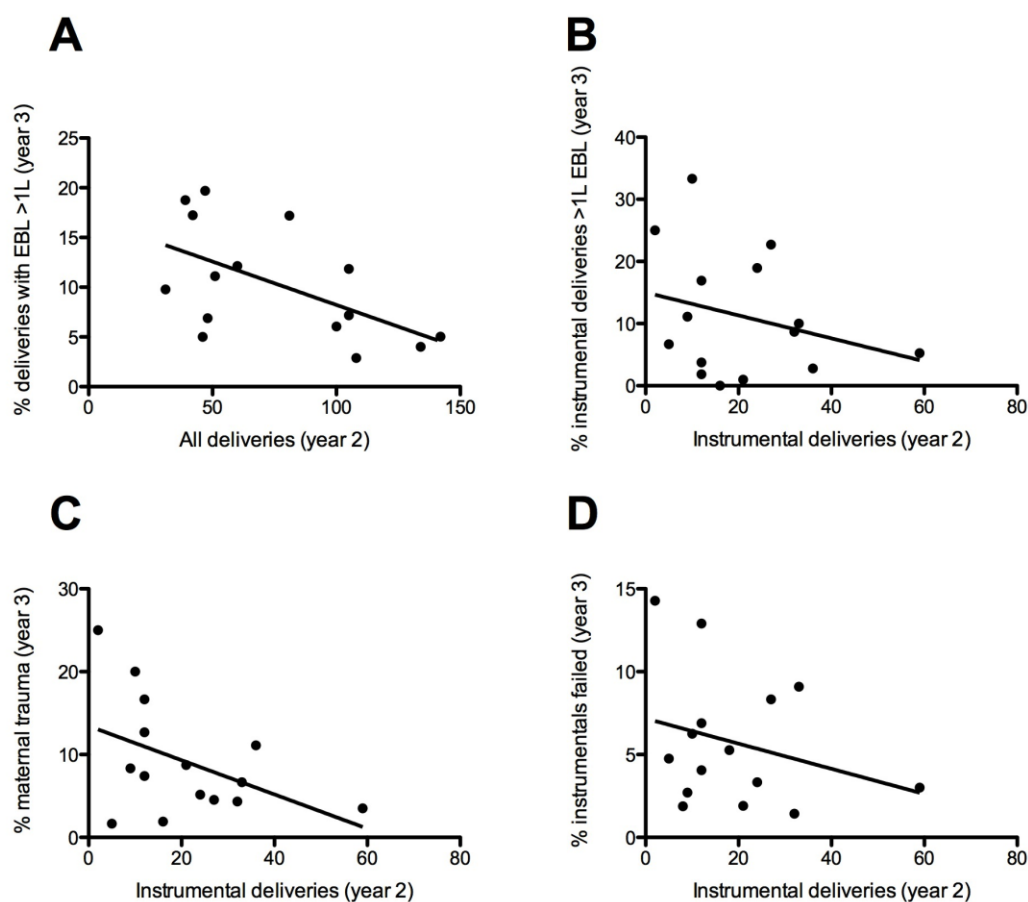 A
% deliveries with EBL >1L (year 3)
25
20
15
10
5
0
0 50 100 150
All deliveries (year 2)
B
% instrumental deliveries >1L EBL (year 3)
40
30
20
10
0
0 20 40 60 80
Instrumental deliveries (year 2)
C
% maternal trauma (year 3)
30
20
10
0
0 20 40 60 80
Instrumental deliveries (year 2)
D
% instrumentals failed (year 3)
15
10
5
0
0 20 40 60 80
Instrumental deliveries (year 2)